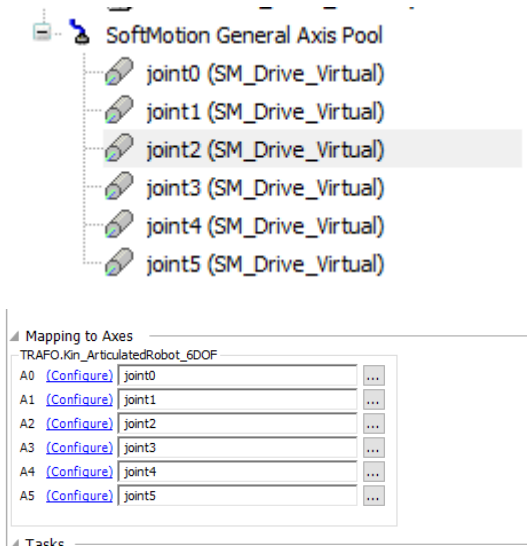 SoftMotion General Axis Pool
joint0 (SM_Drive_Virtual)
joint1 (SM_Drive_Virtual)
joint2 (SM_Drive_Virtual)
joint3 (SM_Drive_Virtual)
joint4 (SM_Drive_Virtual)
joint5 (SM_Drive_Virtual)
Mapping to Axes
TRAFO.Kin_ArticulatedRobot_6DOF
A0 (Configure) joint0 ...
A1 (Configure) joint1 ...
A2 (Configure) joint2 ...
A3 (Configure) joint3 ...
A4 (Configure) joint4 ...
A5 (Configure) joint5 ...
Tasks